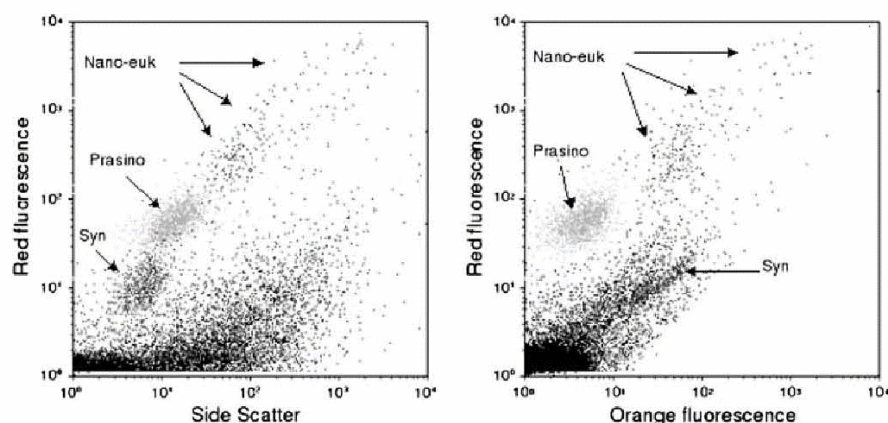 10⁴
Nano-euk
10³
Prasino
10²
Syn
10¹
10⁰
10⁰ 10¹ 10² 10³ 10⁴
Red fluorescence
Side Scatter
10⁴
Nano-euk
10³
Prasino
10²
Syn
10¹
10⁰
10⁰ 10¹ 10² 10³ 10⁴
Red fluorescence
Orange fluorescence